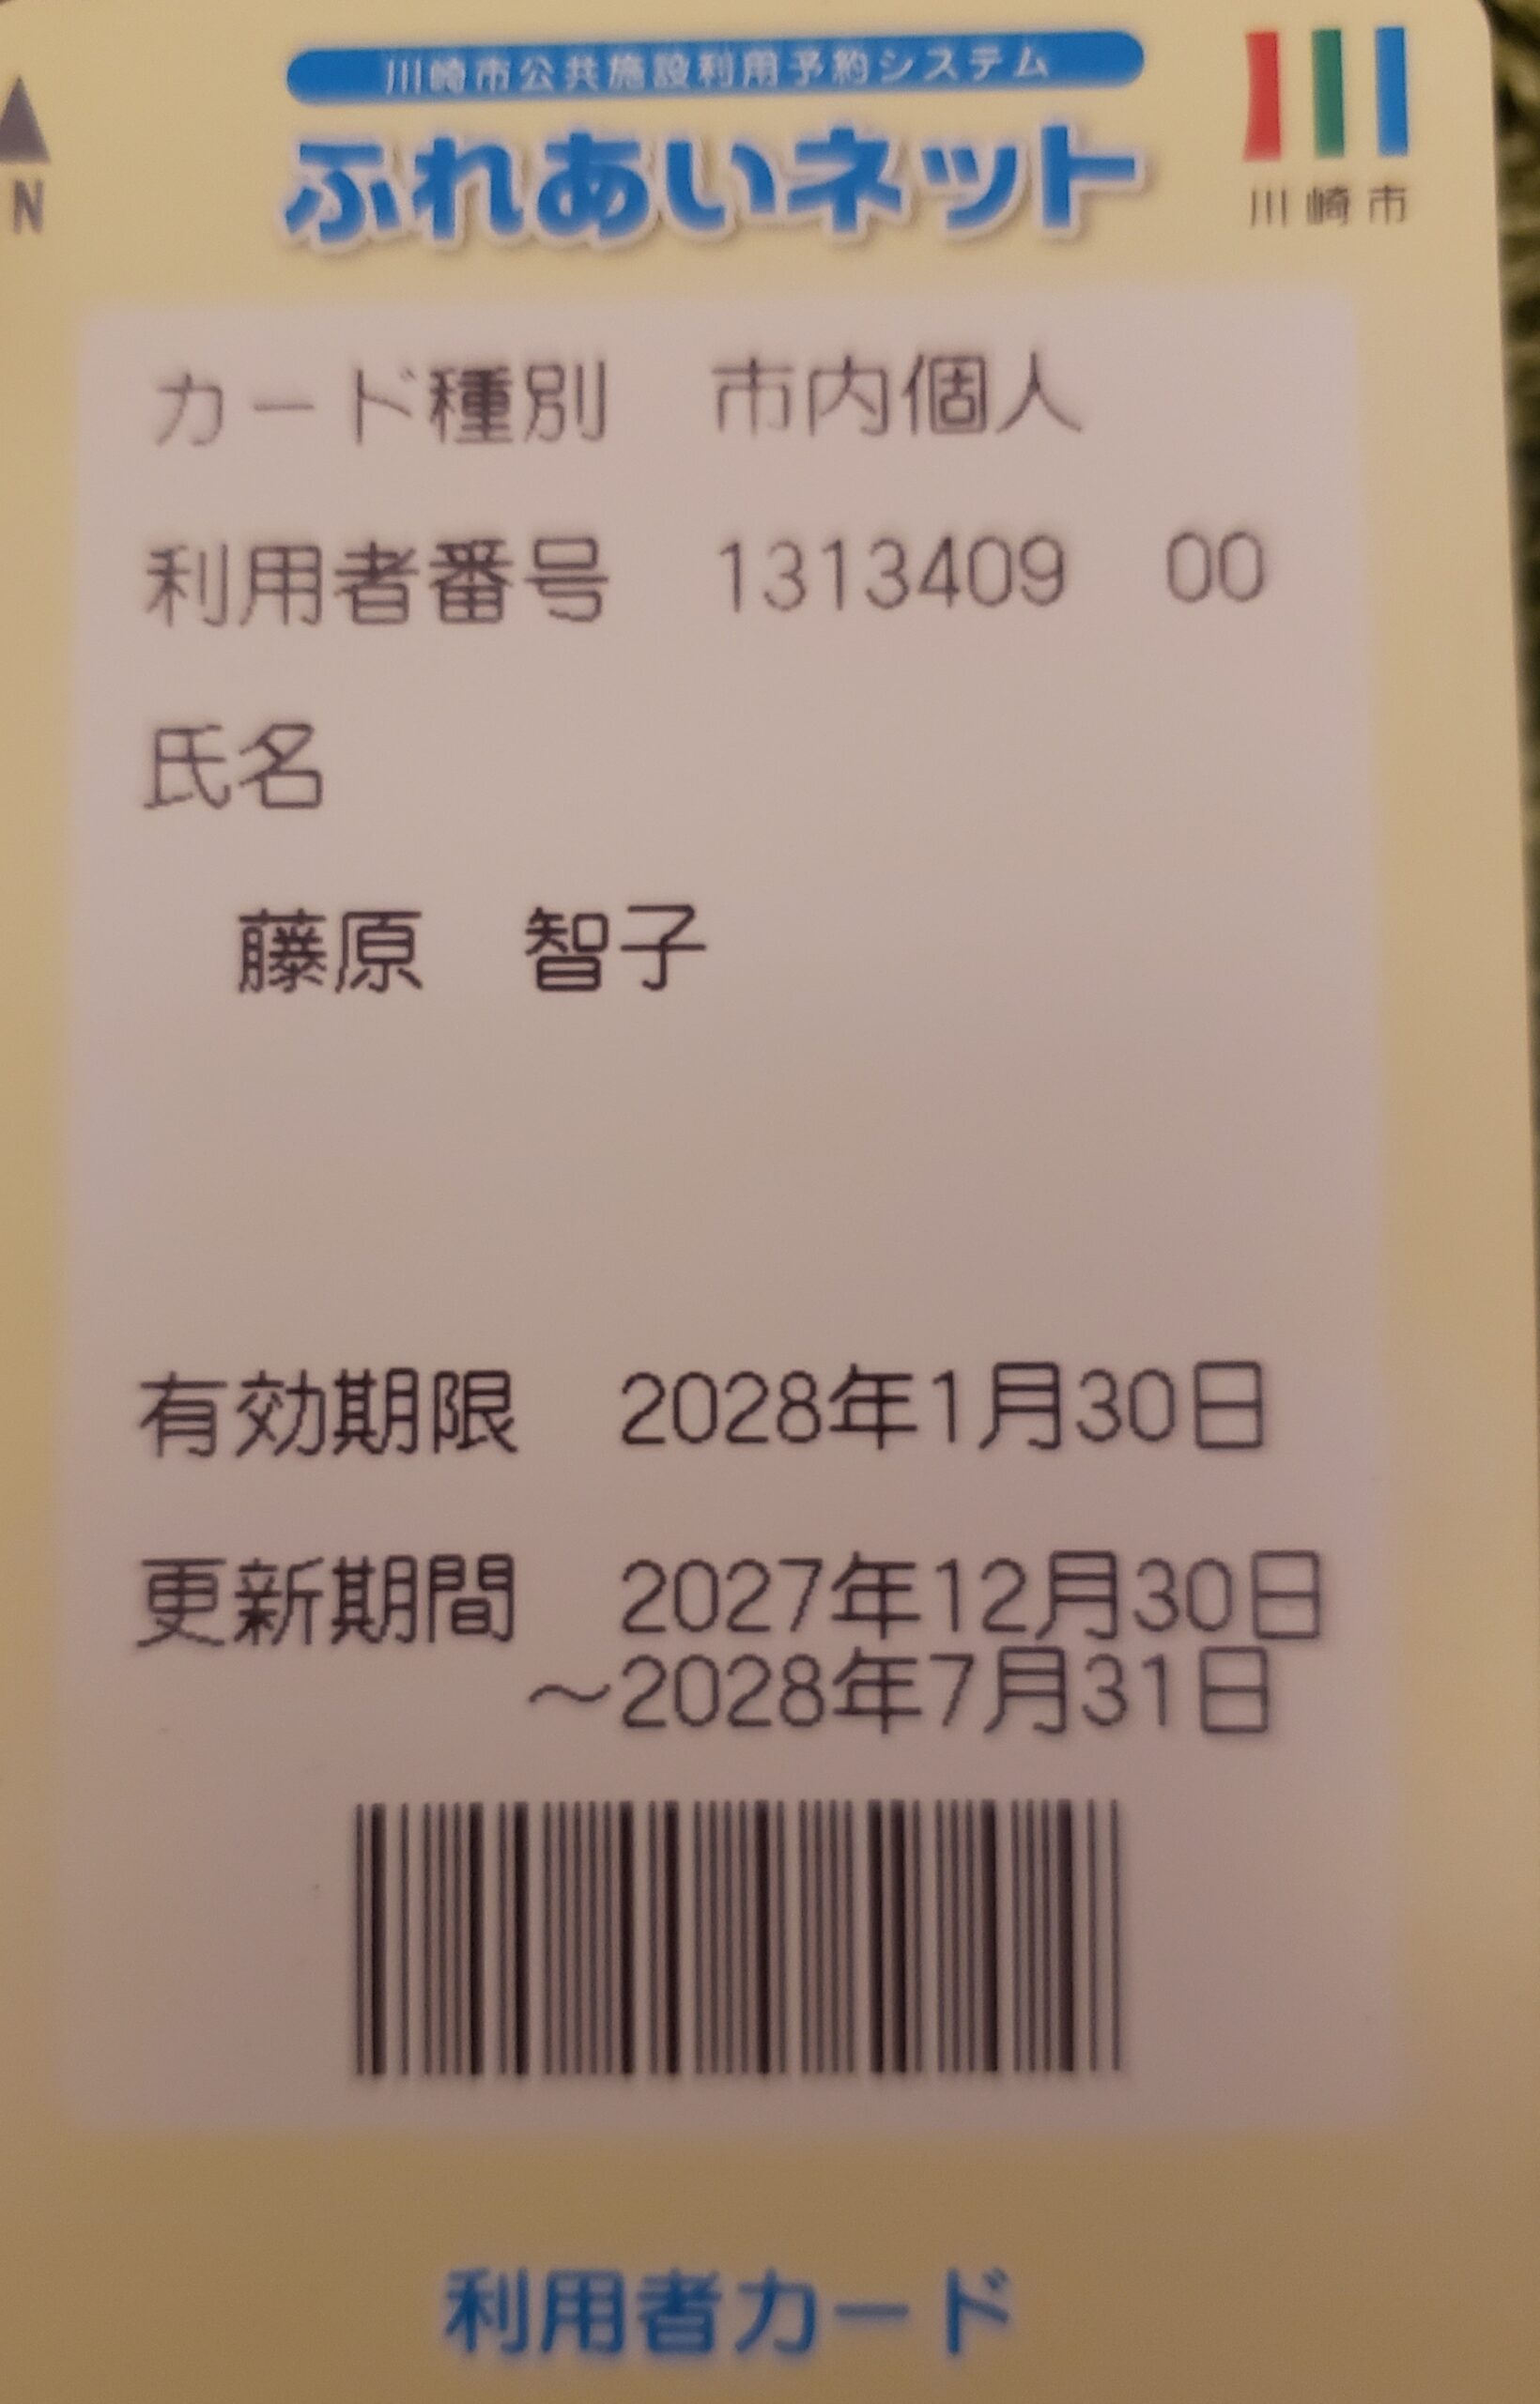 川崎市公共施設利用予約システム
ふれあいネット
川崎市
N
カード種別 市内個人
利用者番号 1313409 00
氏名
藤原 智子
有効期限 2028年1月30日
更新期間 2027年12月30日
～2028年7月31日
利用者カード